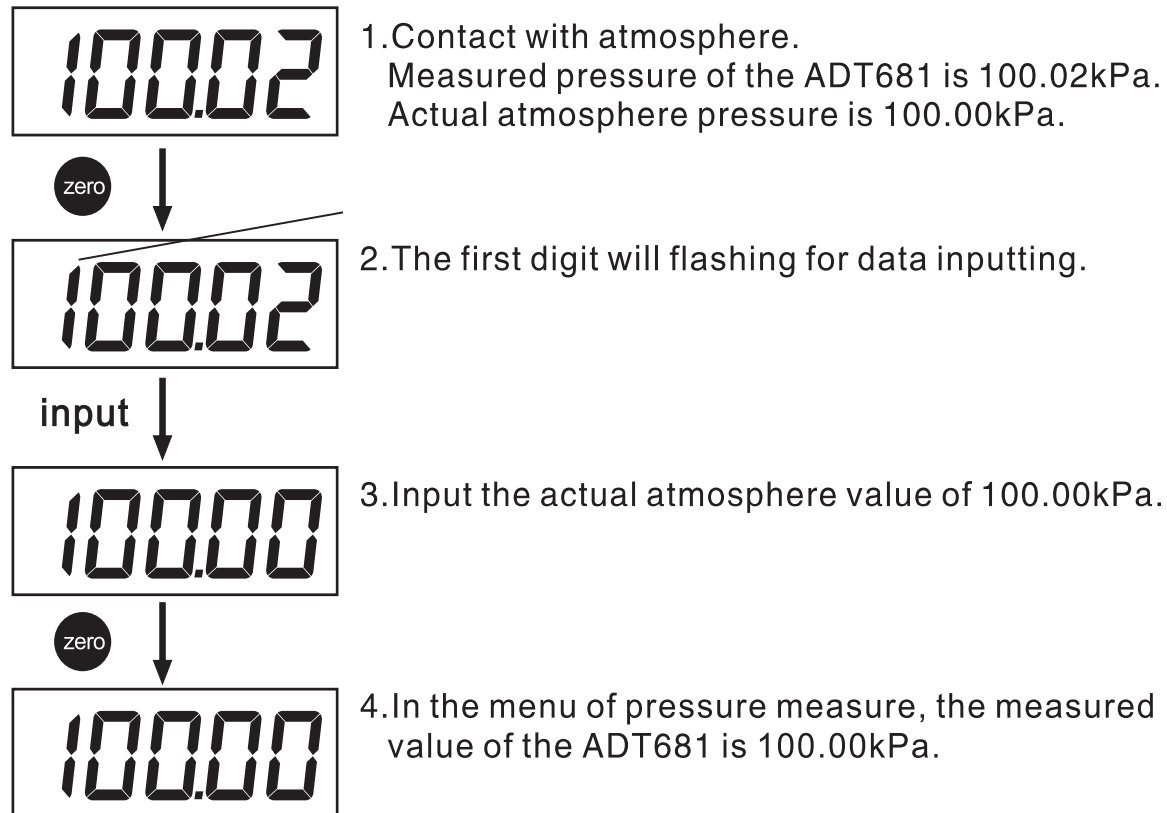 100.02
1.Contact with atmosphere.
Measured pressure of the ADT681 is 100.02kPa.
Actual atmosphere pressure is 100.00kPa.
zero
100.02
2.The first digit will flashing for data inputting.
input
100.00
3.Input the actual atmosphere value of 100.00kPa.
zero
100.00
4.In the menu of pressure measure, the measured
value of the ADT681 is 100.00kPa.